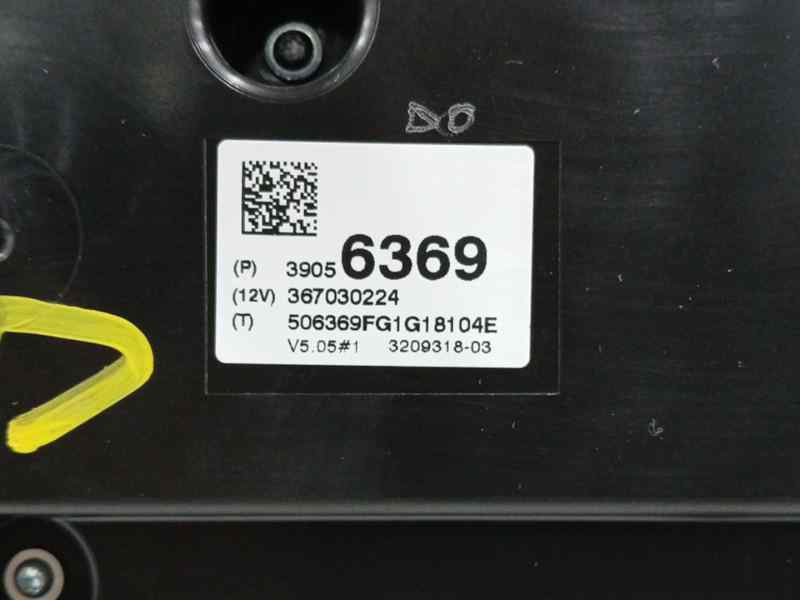 DO
(P) 3905 6369
(12V) 367030224
(T) 506369FG1G18104E
V5.05#1 3209318-03